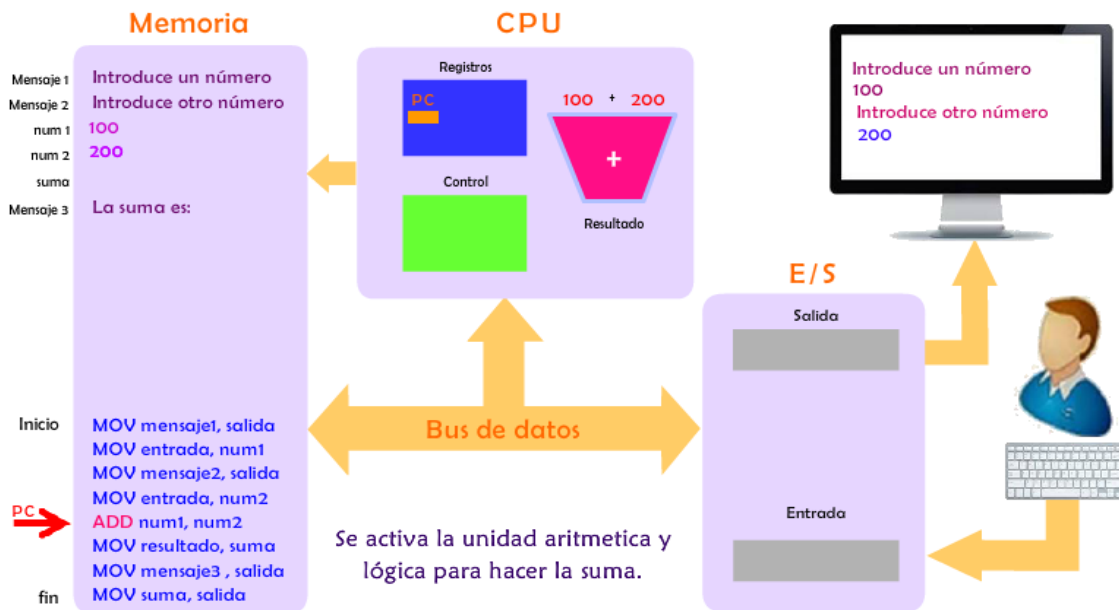 Memoria
Mensaje 1 Introduce un número
Mensaje 2 Introduce otro número
num 1 100
num 2 200
suma
Mensaje 3 La suma es:
Inicio MOV mensaje1, salida
MOV entrada, num1
MOV mensaje2, salida
MOV entrada, num2
PC ADD num1, num2
MOV resultado, suma
MOV mensaje3 , salida
fin MOV suma, salida
CPU
Registros
PC
Control
100 + 200
+
Resultado
Bus de datos
Se activa la unidad aritmetica y
lógica para hacer la suma.
E/S
Salida
Entrada
Introduce un número
100
Introduce otro número
200